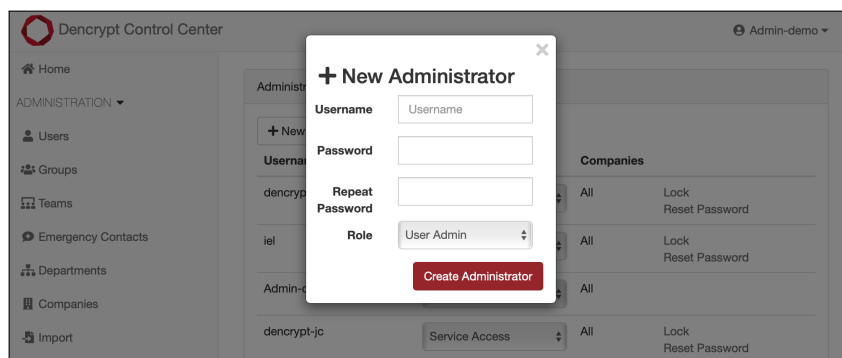 Dencrypt Control Center
Admin-demo
Home
ADMINISTRATION
Users
Groups
Teams
Emergency Contacts
Departments
Companies
Import
×
New Administrator
Username Username
Password
Repeat
Password
Role User Admin
Create Administrator
Administr
New
Userna Companies
dencryp All Lock
Reset Password
iel All Lock
Reset Password
Admin-d All
dencrypt-jc Service Access All Lock
Reset Password